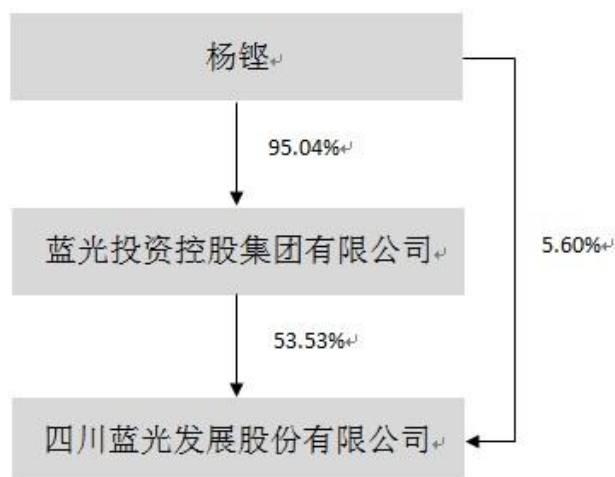 杨铿
95.04%
蓝光投资控股集团有限公司
5.60%
53.53%
四川蓝光发展股份有限公司